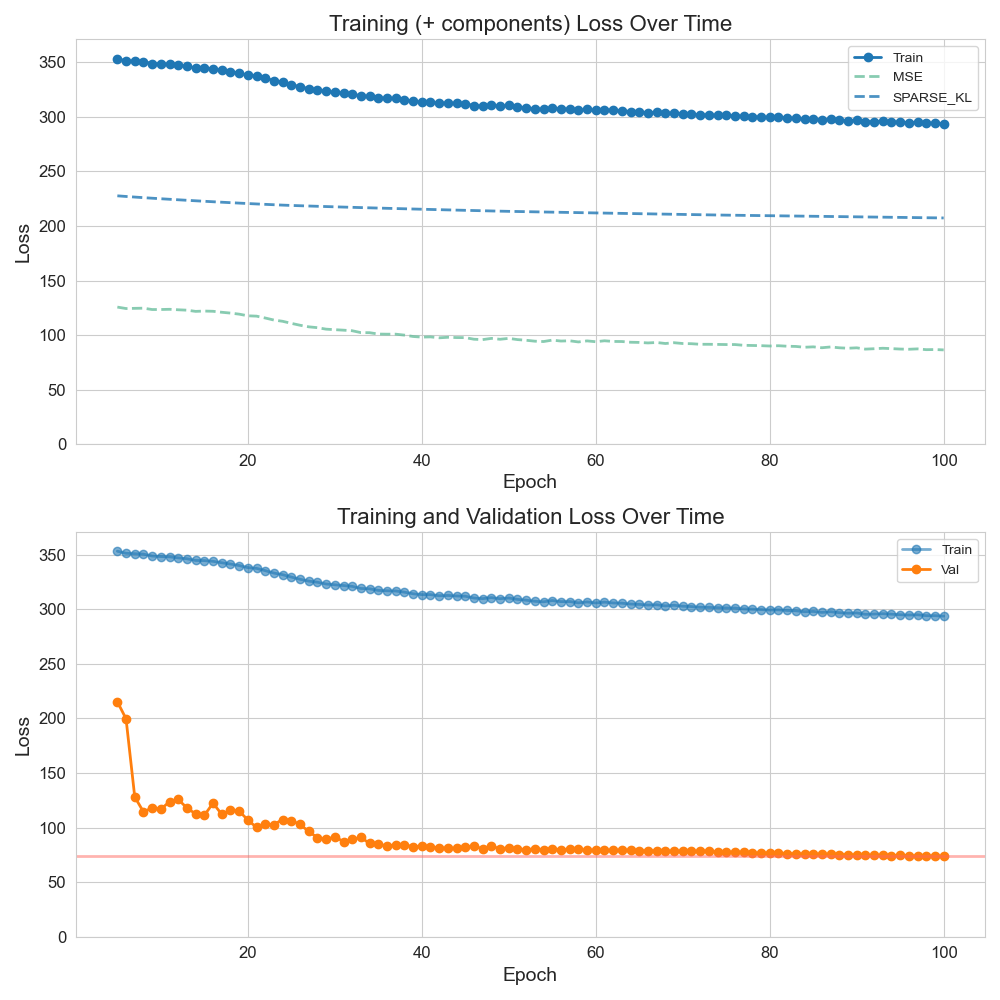 Training (+ components) Loss Over Time
350
300
250
200
150
100
50
0
Loss
Train
MSE
SPARSE_KL
20 40 60 80 100
Epoch
Training and Validation Loss Over Time
350
300
250
200
150
100
50
0
Loss
Train
Val
20 40 60 80 100
Epoch